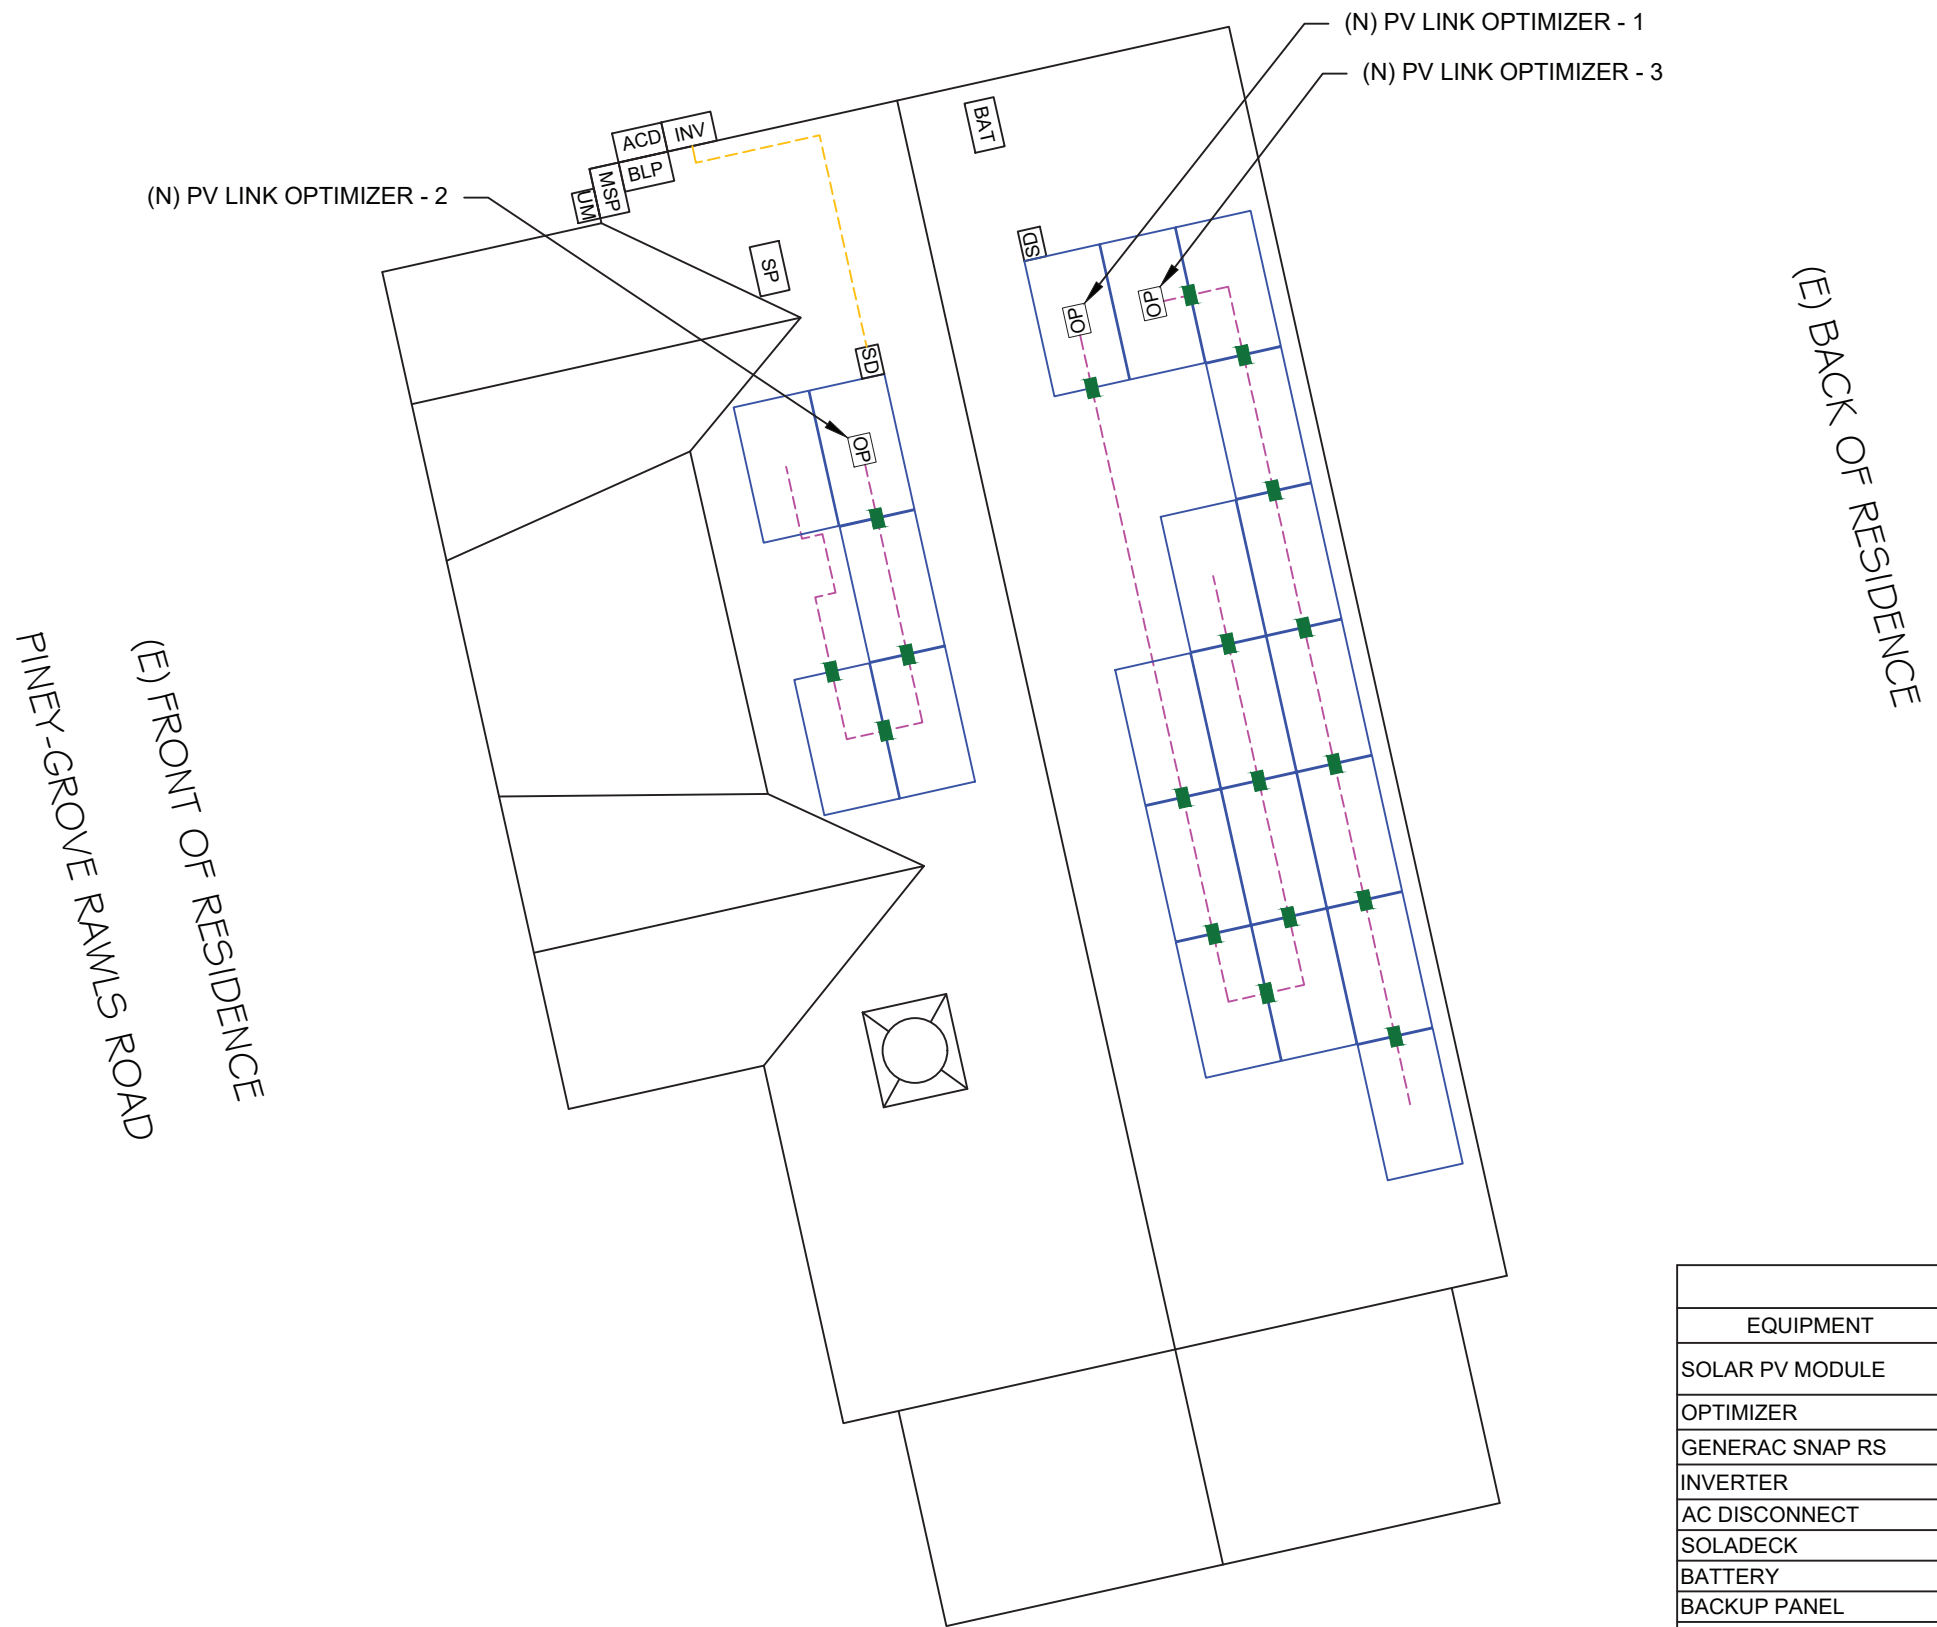 (N) PV LINK OPTIMIZER - 1
(N) PV LINK OPTIMIZER - 3
(N) PV LINK OPTIMIZER - 2
ACD
INV
BLP
MSP
UM
BAT
SP
SD
SD
OP
OP
OP
(E) BACK OF RESIDENCE
(E) FRONT OF RESIDENCE
PINEY-GROVE RAWLS ROAD
EQUIPMENT
SOLAR PV MODULE
OPTIMIZER
GENERAC SNAP RS
INVERTER
AC DISCONNECT
SOLADECK
BATTERY
BACKUP PANEL